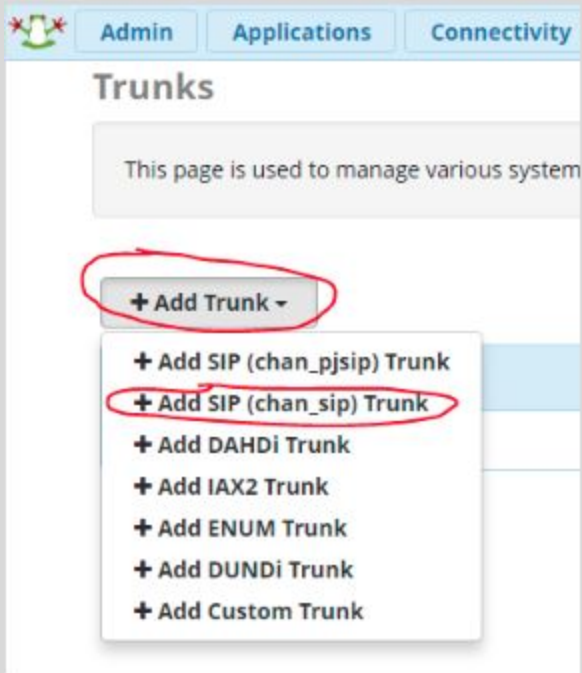 Admin Applications Connectivity
Trunks
This page is used to manage various system
+ Add Trunk
+ Add SIP (chan_pjsip) Trunk
+ Add SIP (chan_sip) Trunk
+ Add DAHDi Trunk
+ Add IAX2 Trunk
+ Add ENUM Trunk
+ Add DUNDi Trunk
+ Add Custom Trunk